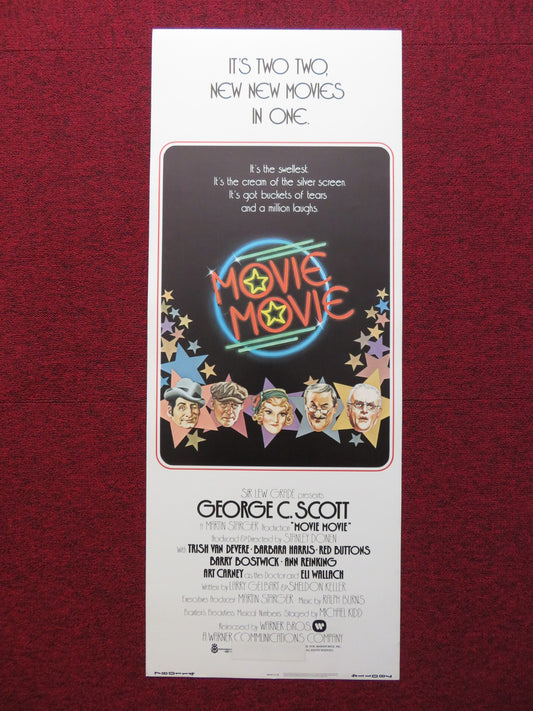 IT'S TWO TWO,
NEW NEW MOVIES
IN ONE.
It's the swellest.
It's the cream of the silver screen.
It's got buckets of tears
and a million laughs.
MOVIE
MOVIE
SIR LEW GRADE presents
GEORGE C. SCOTT
A MARTIN STARGER Production "MOVIE MOVIE"
Produced & Directed by STANLEY DONEN
with TRISH VAN DEVERE · BARBARA HARRIS · RED BUTTONS
BARRY BOSTWICK · ANN REINKING
ART CARNEY as the Doctor and ELI WALLACH
Written by LARRY GELBART & SHELDON KELLER
Executive Producer MARTIN STARGER · Music by RALPH BURNS
Baxter's Beauties Musical Numbers Staged by MICHAEL KIDD
Released by WARNER BROS.
A WARNER COMMUNICATIONS COMPANY